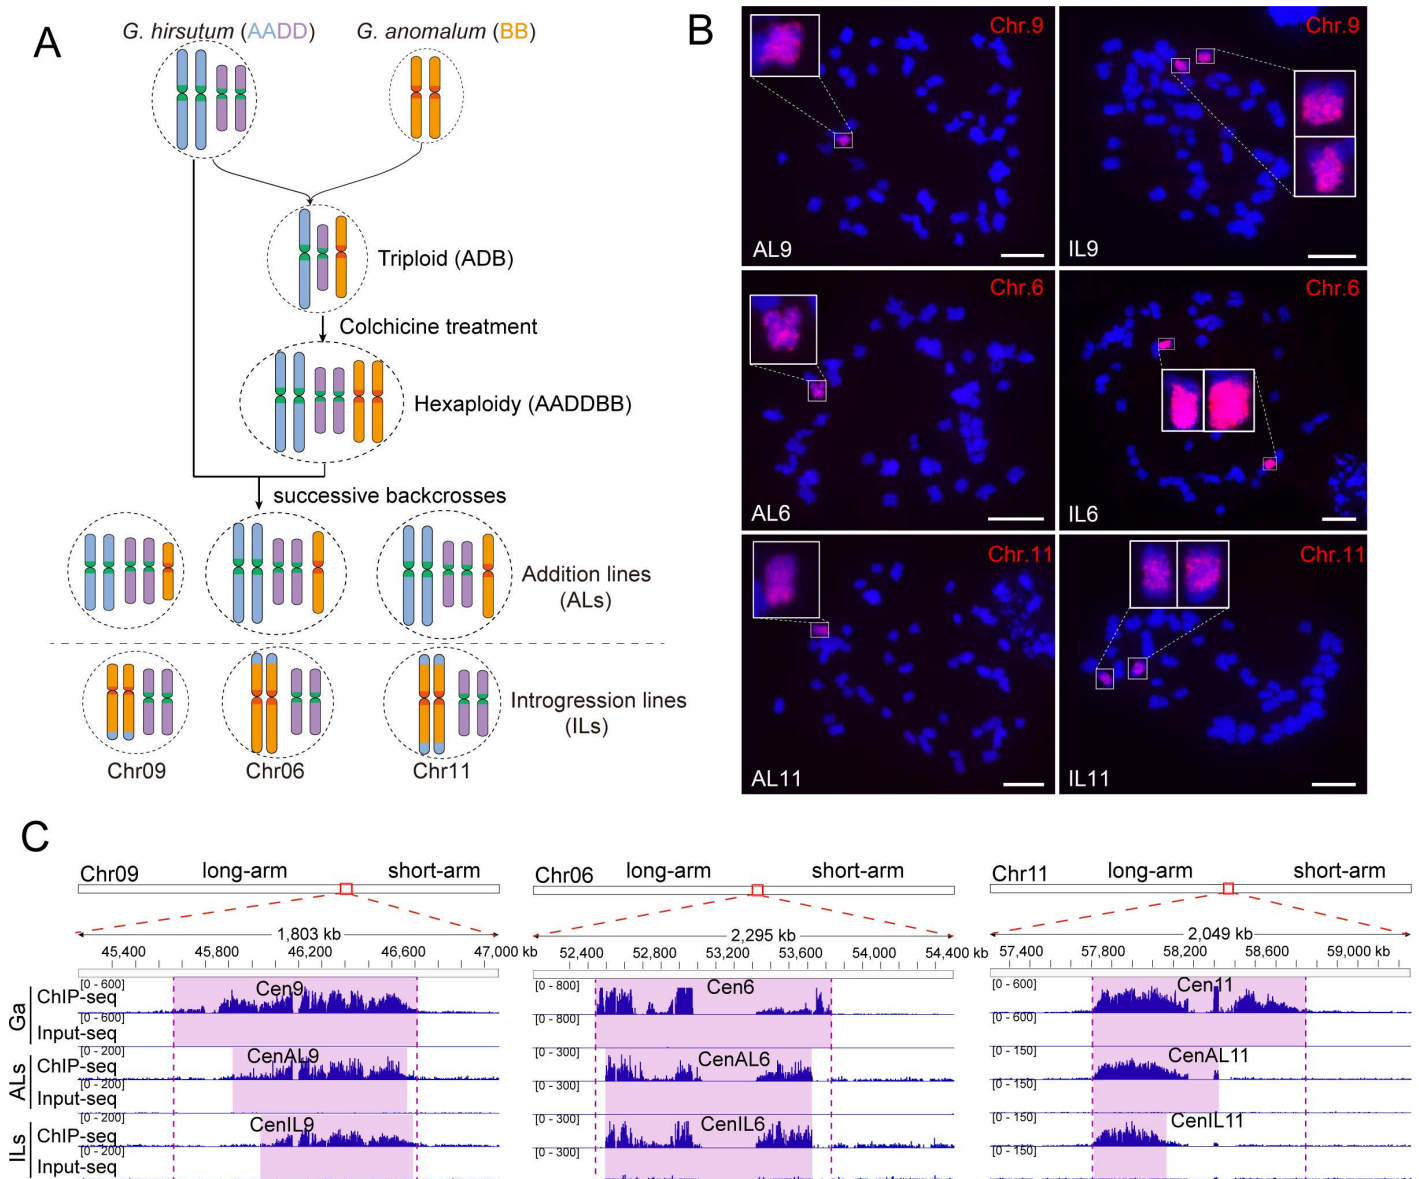 A
G. hirsutum (AADD)
G. anomalum (BB)
Triploid (ADB)
Colchicine treatment
Hexaploidy (AADDBB)
successive backcrosses
Addition lines
(ALs)
Introgression lines
(ILs)
Chr09
Chr06
Chr11
B
Chr.9
AL9
Chr.9
IL9
Chr.6
AL6
Chr.6
IL6
Chr.11
AL11
Chr.11
IL11
C
Chr09 long-arm short-arm
1,803 kb
45,400 45,800 46,200 46,600 47,000 kb
Ga
ChIP-seq
[0 - 600]
Cen9
Input-seq
[0 - 600]
ALs
ChIP-seq
[0 - 200]
CenAL9
Input-seq
[0 - 200]
ILs
ChIP-seq
[0 - 200]
CenIL9
Input-seq
[0 - 200]
Chr06 long-arm short-arm
2,295 kb
52,400 52,800 53,200 53,600 54,000 54,400 kb
[0 - 800]
Cen6
[0 - 800]
[0 - 300]
CenAL6
[0 - 300]
[0 - 300]
CenIL6
[0 - 300]
Chr11 long-arm short-arm
2,049 kb
57,400 57,800 58,200 58,600 59,000 kb
[0 - 600]
Cen11
[0 - 600]
[0 - 150]
CenAL11
[0 - 150]
[0 - 150]
CenIL11
[0 - 150]